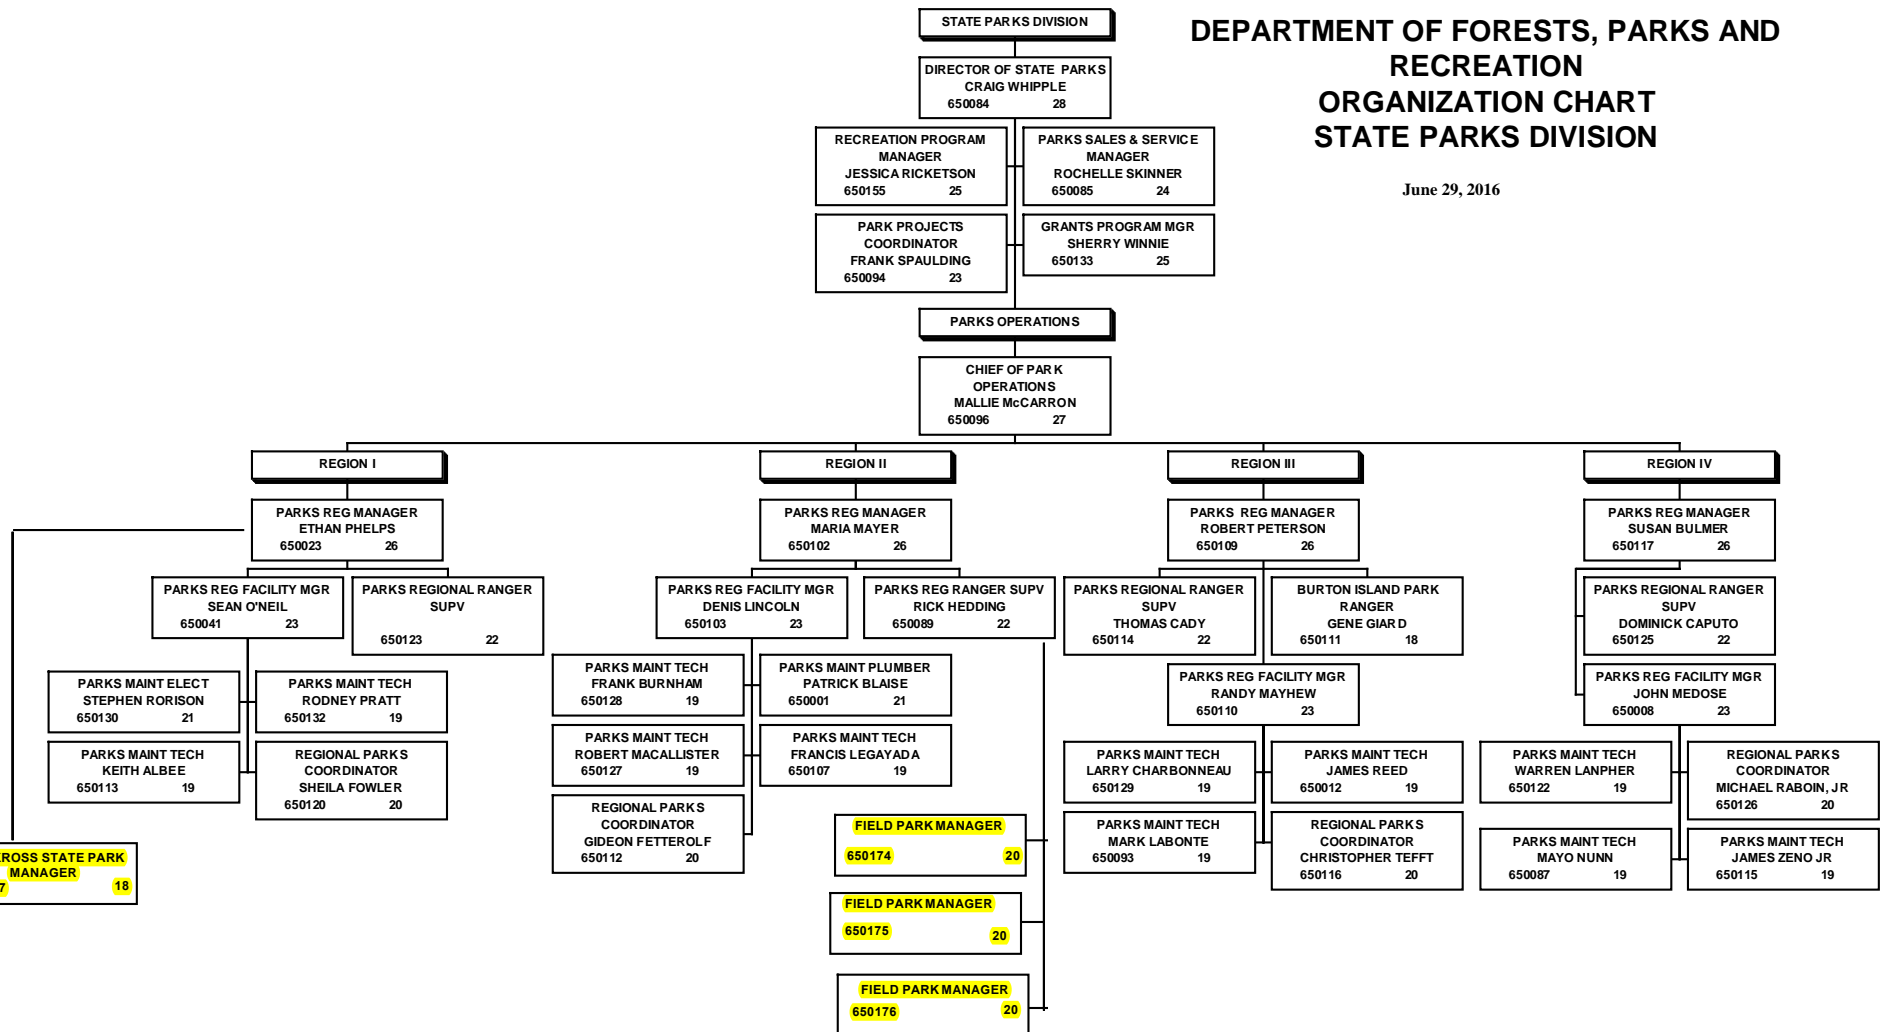 STATE PARKS DIVISION
DEPARTMENT OF FORESTS, PARKS AND
RECREATION
ORGANIZATION CHART
STATE PARKS DIVISION
June 29, 2016
DIRECTOR OF STATE PARKS
CRAIG WHIPPLE
650084 28
RECREATION PROGRAM
MANAGER
JESSICA RICKETSON
650155 25
PARKS SALES & SERVICE
MANAGER
ROCHELLE SKINNER
650085 24
PARK PROJECTS
COORDINATOR
FRANK SPAULDING
650094 23
GRANTS PROGRAM MGR
SHERRY WINNIE
650133 25
PARKS OPERATIONS
CHIEF OF PARK
OPERATIONS
MALLIE McCARRON
650096 27
REGION I
PARKS REG MANAGER
ETHAN PHELPS
650023 26
PARKS REG FACILITY MGR
SEAN O'NEIL
650041 23
PARKS REGIONAL RANGER
SUPV
650123 22
PARKS MAINT ELECT
STEPHEN RORISON
650130 21
PARKS MAINT TECH
RODNEY PRATT
650132 19
PARKS MAINT TECH
KEITH ALBEE
650113 19
REGIONAL PARKS
COORDINATOR
SHEILA FOWLER
650120 20
STATE PARK
MANAGER
7 18
REGION II
PARKS REG MANAGER
MARIA MAYER
650102 26
PARKS REG FACILITY MGR
DENIS LINCOLN
650103 23
PARKS REG RANGER SUPV
RICK HEDDING
650089 22
PARKS MAINT TECH
FRANK BURNHAM
650128 19
PARKS MAINT PLUMBER
PATRICK BLAISE
650001 21
PARKS MAINT TECH
ROBERT MACALLISTER
650127 19
PARKS MAINT TECH
FRANCIS LEGAYADA
650107 19
REGIONAL PARKS
COORDINATOR
GIDEON FETTEROLF
650112 20
FIELD PARK MANAGER
650174 20
FIELD PARK MANAGER
650175 20
FIELD PARK MANAGER
650176 20
REGION III
PARKS REG MANAGER
ROBERT PETERSON
650109 26
PARKS REGIONAL RANGER
SUPV
THOMAS CADY
650114 22
BURTON ISLAND PARK
RANGER
GENE GIARD
650111 18
PARKS REG FACILITY MGR
RANDY MAYHEW
650110 23
PARKS MAINT TECH
LARRY CHARBONNEAU
650129 19
PARKS MAINT TECH
JAMES REED
650012 19
PARKS MAINT TECH
MARK LABONTE
650093 19
REGIONAL PARKS
COORDINATOR
CHRISTOPHER TEFFT
650116 20
REGION IV
PARKS REG MANAGER
SUSAN BULMER
650117 26
PARKS REGIONAL RANGER
SUPV
DOMINICK CAPUTO
650125 22
PARKS REG FACILITY MGR
JOHN MEDOSE
650008 23
PARKS MAINT TECH
WARREN LANPHER
650122 19
REGIONAL PARKS
COORDINATOR
MICHAEL RABOIN, JR
650126 20
PARKS MAINT TECH
MAYO NUNN
650087 19
PARKS MAINT TECH
JAMES ZENO JR
650115 19